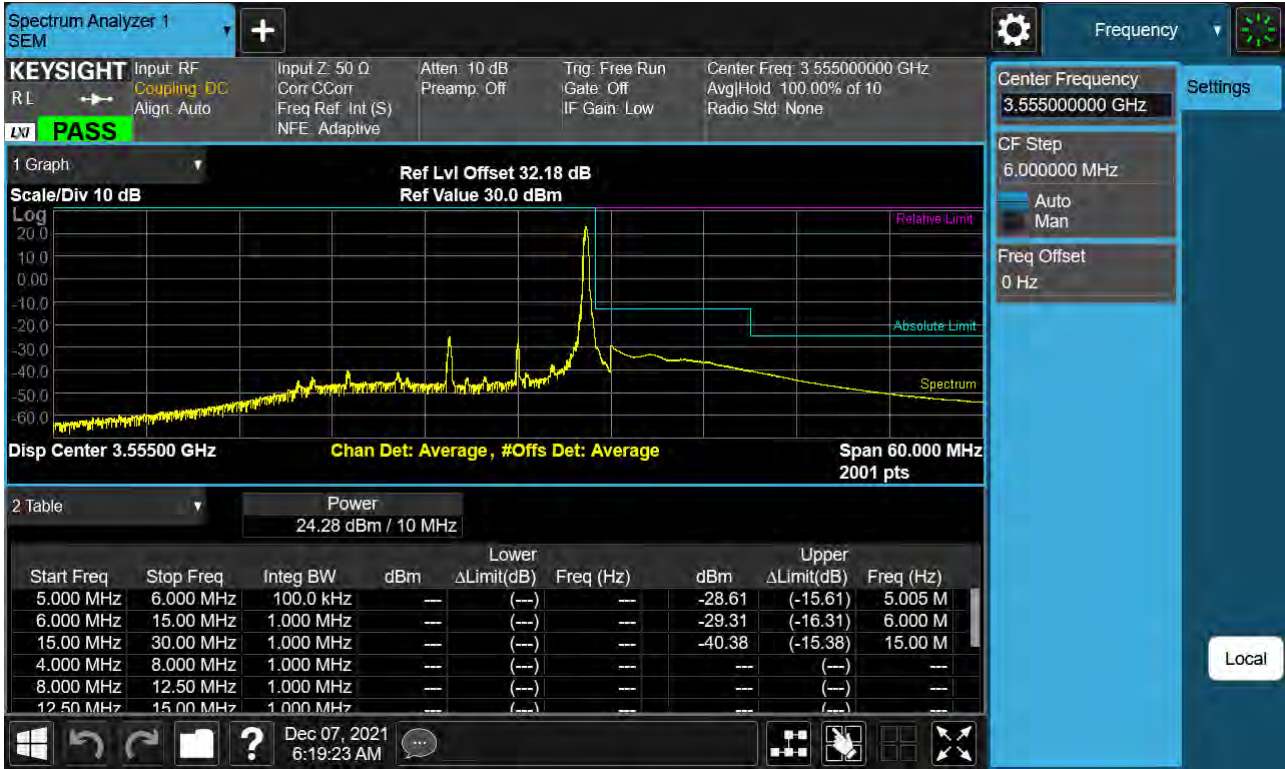 Spectrum Analyzer 1
SEM
+
Frequency
KEYSIGHT
RL
LXI
PASS
Input: RF
Coupling: DC
Align: Auto
Input Z: 50 Ω
Corr CCorr
Freq Ref: Int (S)
NFE: Adaptive
Atten: 10 dB
Preamp: Off
Trig: Free Run
Gate: Off
IF Gain: Low
Center Freq: 3.555000000 GHz
Avg|Hold: 100.00% of 10
Radio Std: None
Center Frequency
3.555000000 GHz
Settings
CF Step
6.000000 MHz
Auto
Man
Freq Offset
0 Hz
1 Graph
Ref Lvl Offset 32.18 dB
Scale/Div 10 dB
Ref Value 30.0 dBm
Log
Relative Limit
20.0
10.0
0.00
-10.0
-20.0
Absolute Limit
-30.0
-40.0
Spectrum
-50.0
-60.0
Disp Center 3.55500 GHz
Chan Det: Average , #Offs Det: Average
Span 60.000 MHz
2001 pts
2 Table
Power
24.28 dBm / 10 MHz
Lower Upper
Start Freq Stop Freq Integ BW dBm ΔLimit(dB) Freq (Hz) dBm ΔLimit(dB) Freq (Hz)
5.000 MHz 6.000 MHz 100.0 kHz --- (---) --- -28.61 (-15.61) 5.005 M
6.000 MHz 15.00 MHz 1.000 MHz --- (---) --- -29.31 (-16.31) 6.000 M
15.00 MHz 30.00 MHz 1.000 MHz --- (---) --- -40.38 (-15.38) 15.00 M
4.000 MHz 8.000 MHz 1.000 MHz --- (---) --- --- (---) ---
8.000 MHz 12.50 MHz 1.000 MHz --- (---) --- --- (---) ---
12.50 MHz 15.00 MHz 1.000 MHz --- (---) --- --- (---) ---
Local
?
Dec 07, 2021
6:19:23 AM